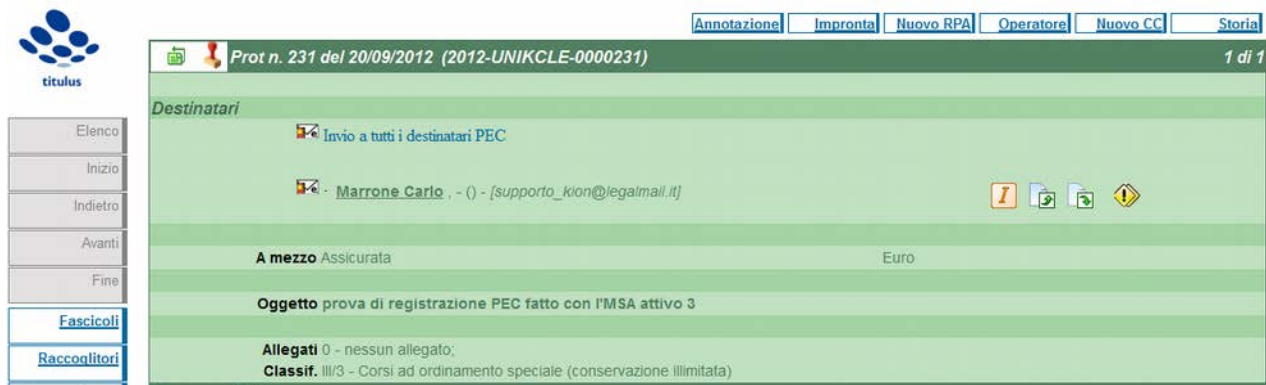 Annotazione Impronta Nuovo RPA Operatore Nuovo CC Storia
titulus
Prot n. 231 del 20/09/2012 (2012-UNIKCLE-0000231) 1 di 1
Destinatari
Elenco
Invio a tutti i destinatari PEC
Inizio
- Marrone Carlo , - () - [supporto_kion@legalmail.it]
I
Indietro
Avanti
A mezzo Assicurata Euro
Fine
Oggetto prova di registrazione PEC fatto con l'MSA attivo 3
Fascicoli
Allegati 0 - nessun allegato;
Raccoglitori
Classif. III/3 - Corsi ad ordinamento speciale (conservazione illimitata)